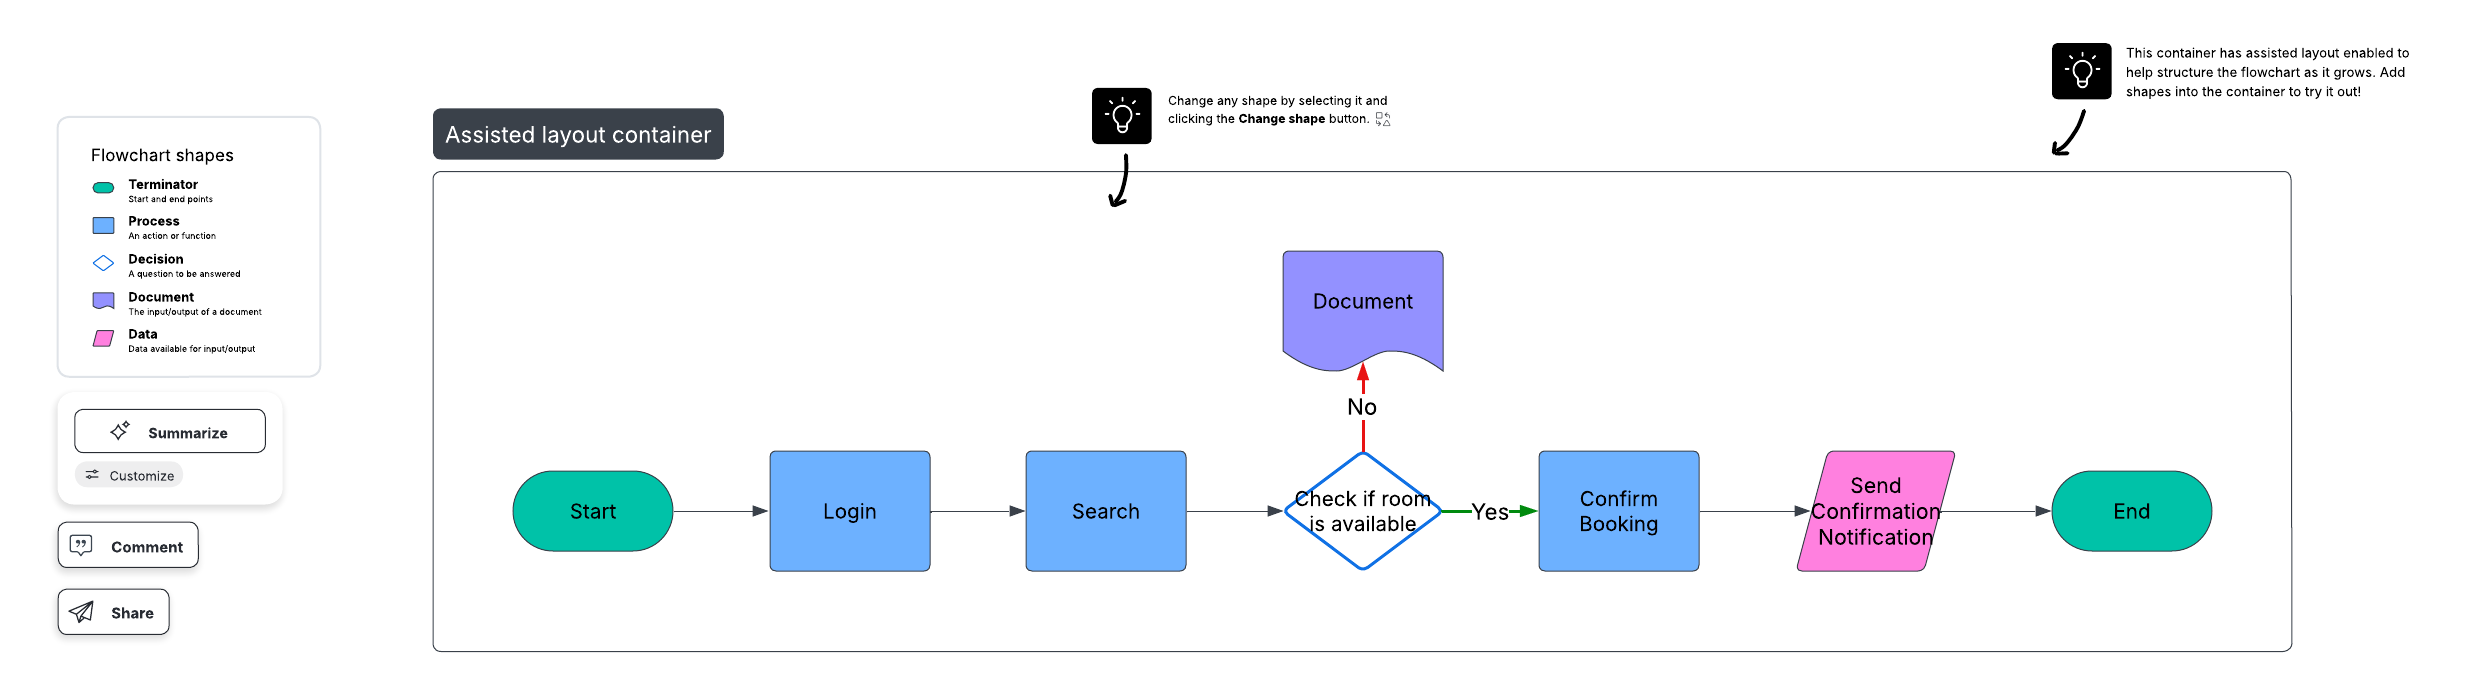 This container has assisted layout enabled to
help structure the flowchart as it grows. Add
shapes into the container to try it out!
Change any shape by selecting it and
clicking the Change shape button.
Assisted layout container
Flowchart shapes
Terminator
Start and end points
Process
An action or function
Decision
A question to be answered
Document
The input/output of a document
Data
Data available for input/output
Summarize
Customize
Comment
Share
Document
No
Start
Login
Search
Check if room
is available
Yes
Confirm
Booking
Send
Confirmation
Notification
End